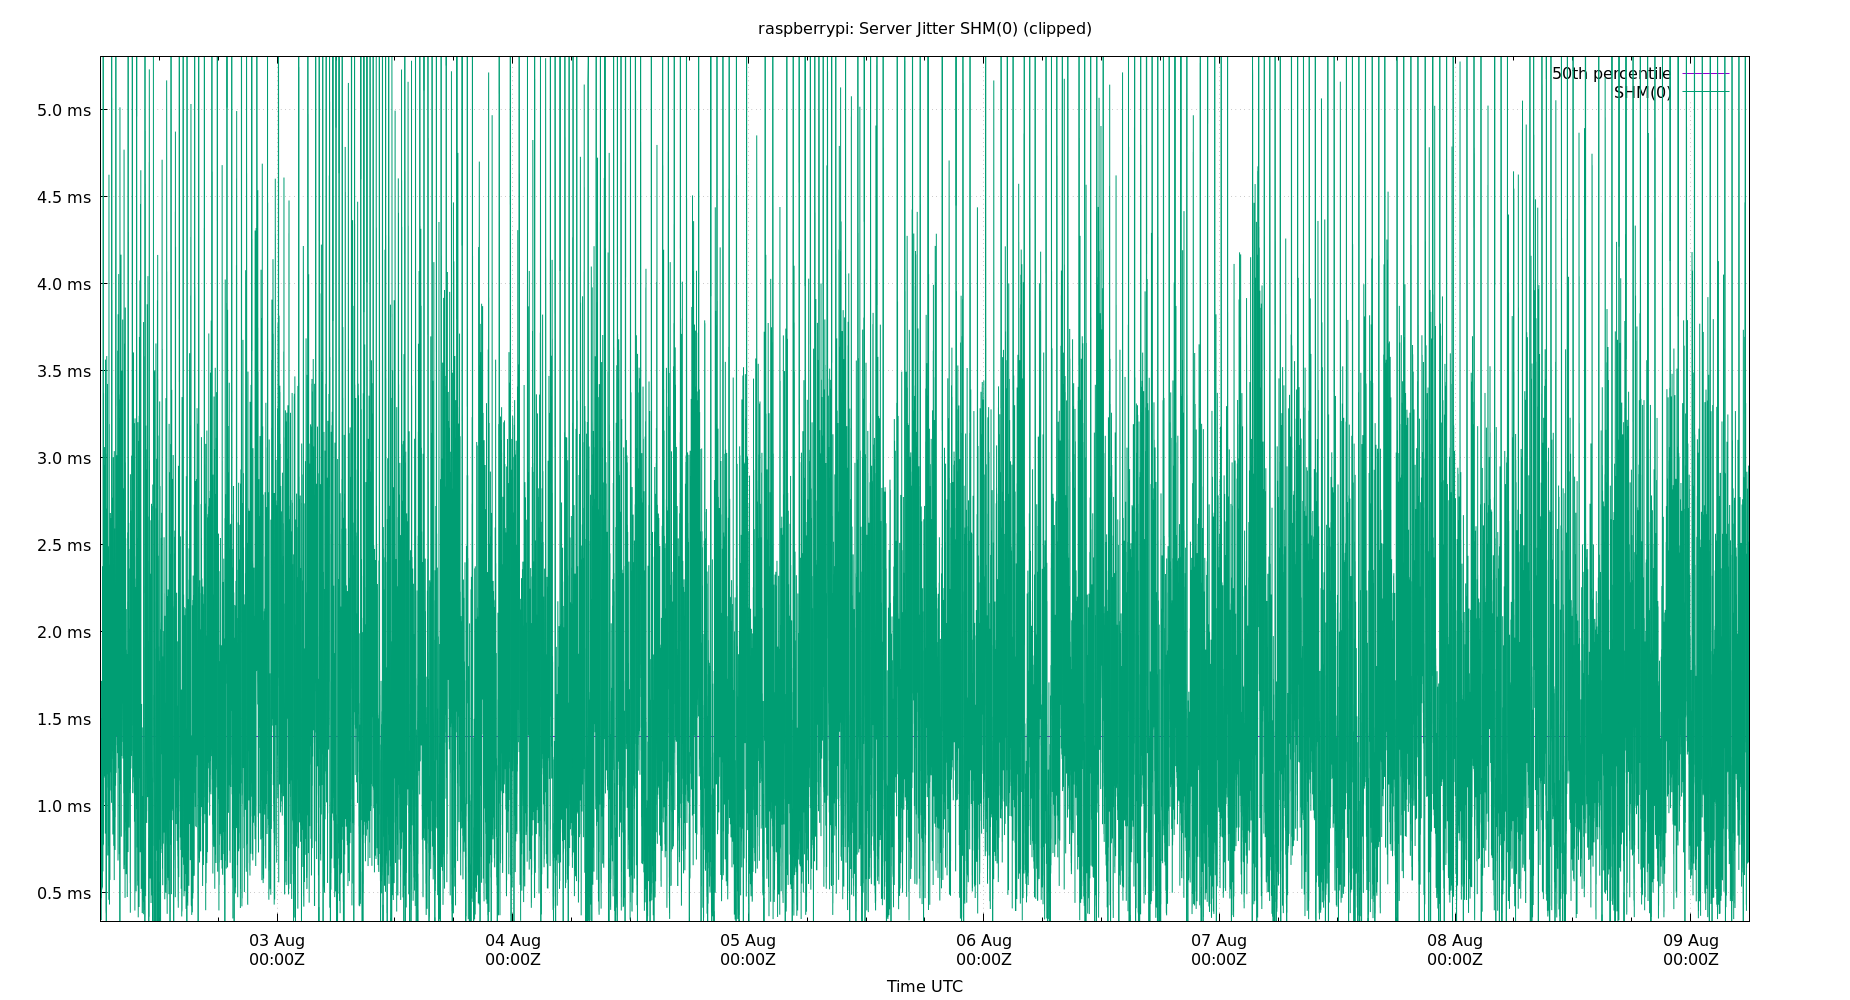 raspberrypi: Server Jitter SHM(0) (clipped)
50th percentile
SHM(0)
5.0 ms
4.5 ms
4.0 ms
3.5 ms
3.0 ms
2.5 ms
2.0 ms
1.5 ms
1.0 ms
0.5 ms
03 Aug
00:00Z
04 Aug
00:00Z
05 Aug
00:00Z
06 Aug
00:00Z
07 Aug
00:00Z
08 Aug
00:00Z
09 Aug
00:00Z
Time UTC